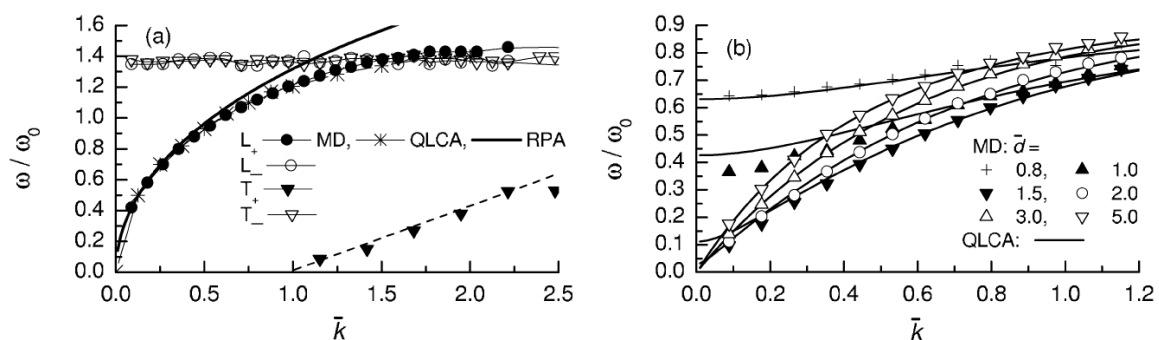 1.6
1.4
1.2
1.0
0.8
0.6
0.4
0.2
0.0
ω / ω₀
(a)
L₊ MD, QLCA, RPA
L₋
T₊
T₋
0.0 0.5 1.0 1.5 2.0 2.5
k̄
0.9
0.8
0.7
0.6
0.5
0.4
0.3
0.2
0.1
0.0
ω / ω₀
(b)
MD: d̄ =
0.8, 1.0
1.5, 2.0
3.0, 5.0
QLCA:
0.0 0.2 0.4 0.6 0.8 1.0 1.2
k̄